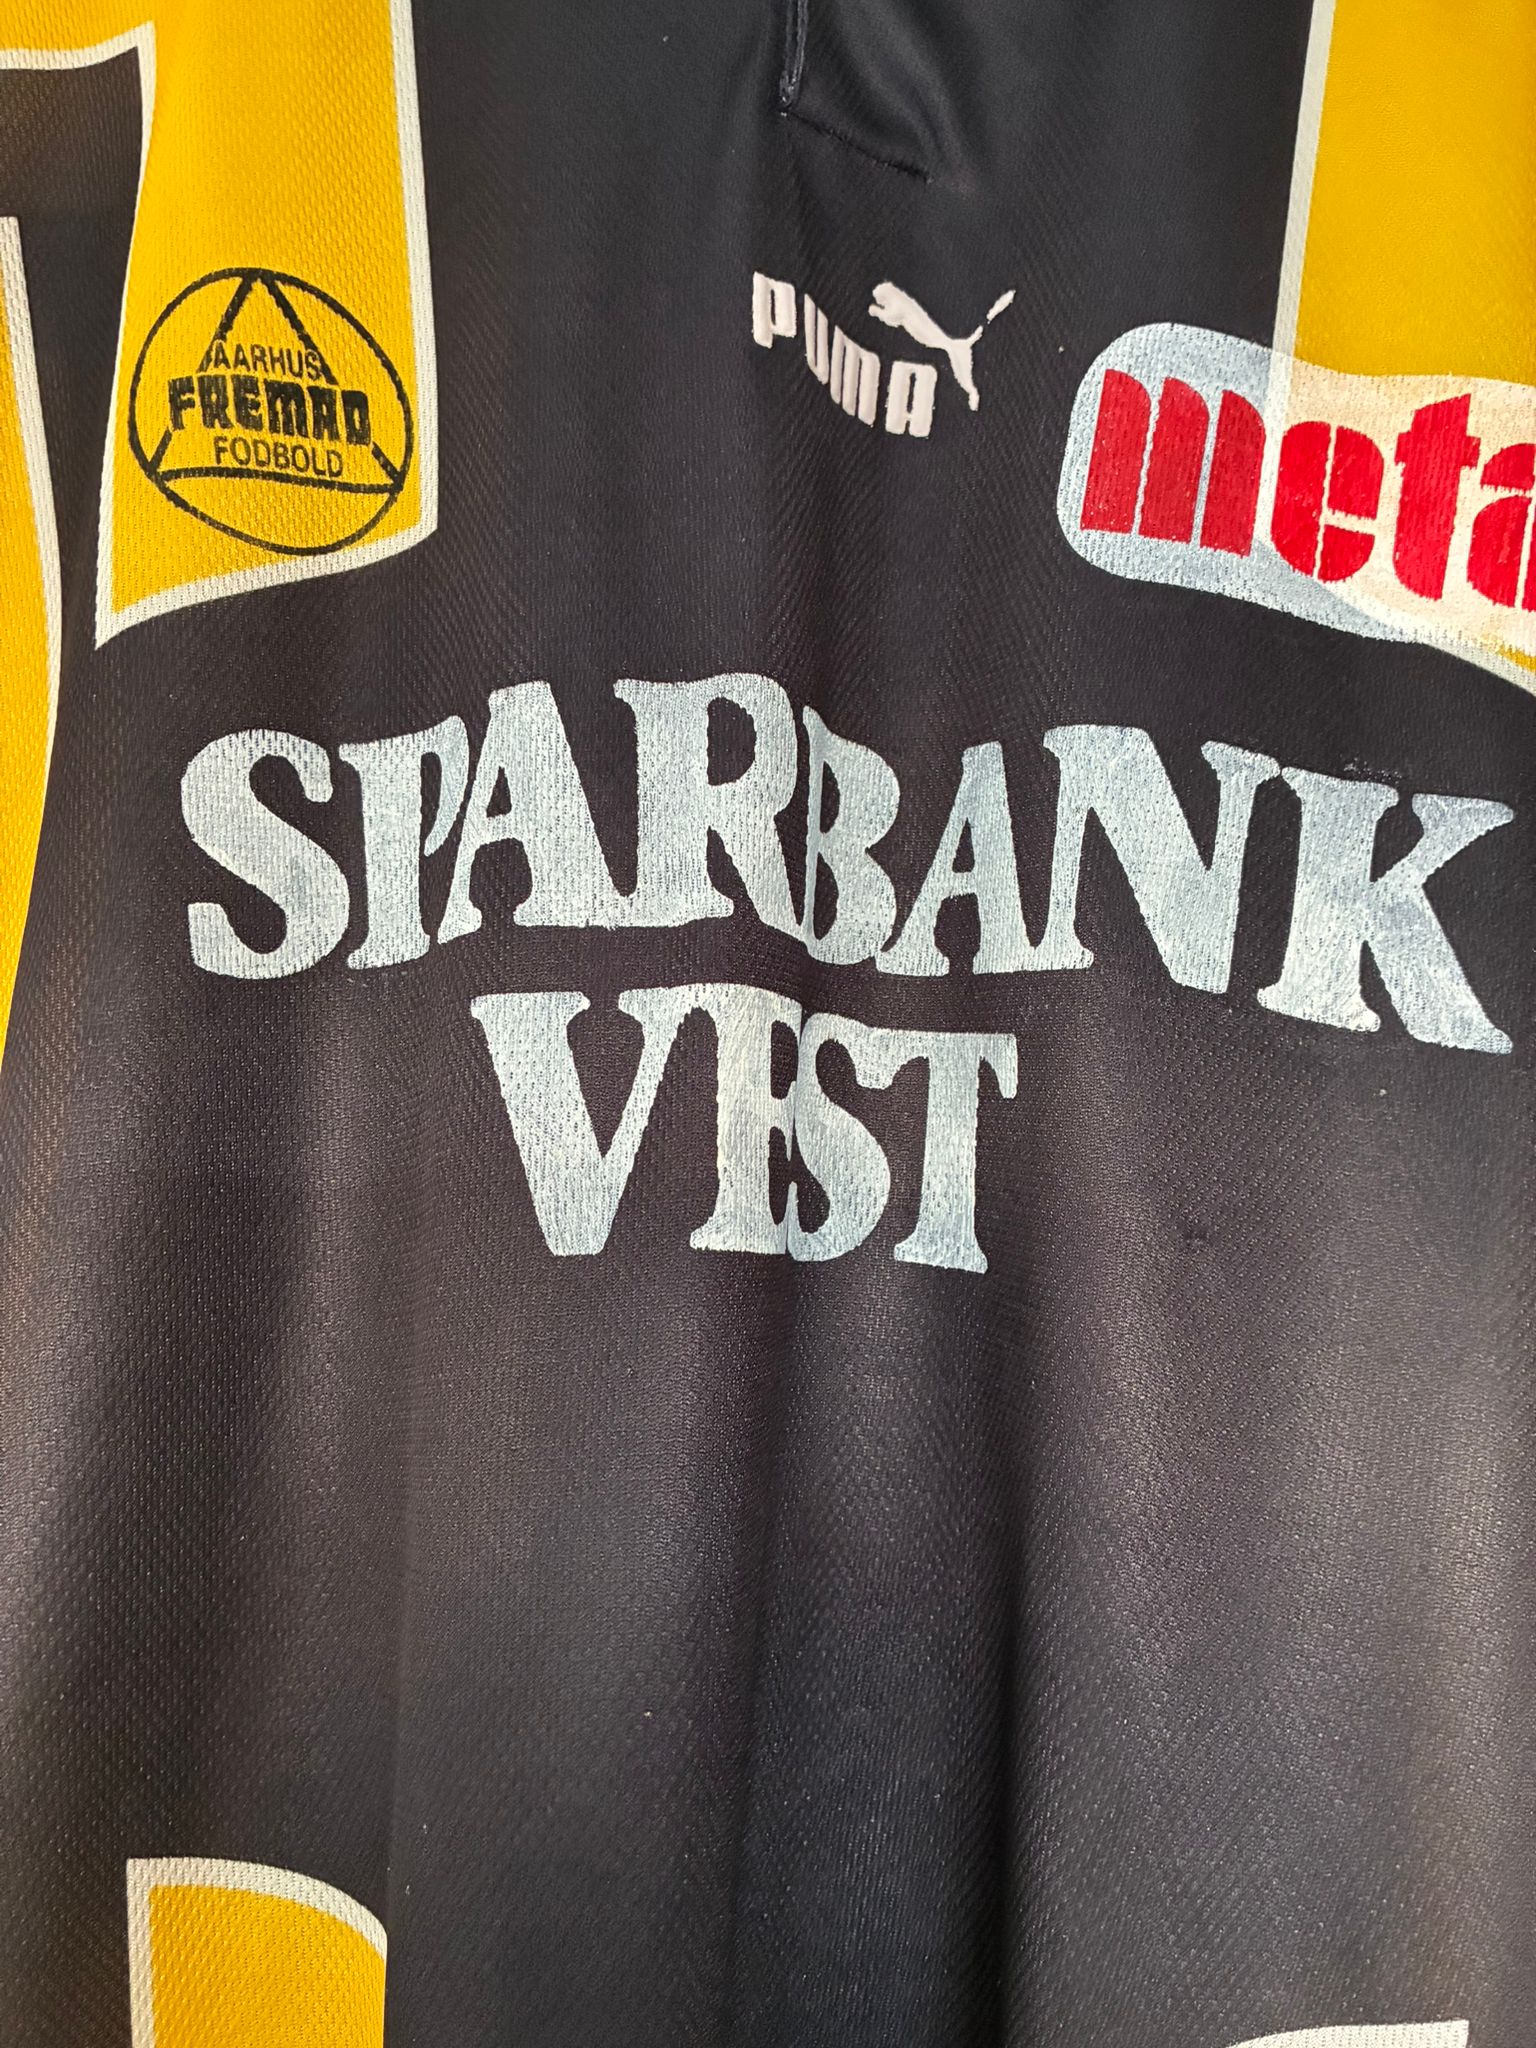 AARHUS
FREMAD
FODBOLD
PUMA
meta
SPARBANK
VEST